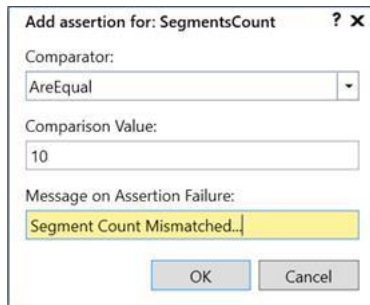 Add assertion for: SegmentsCount ? x
Comparator:
AreEqual
Comparison Value:
10
Message on Assertion Failure:
Segment Count Mismatched...
OK Cancel